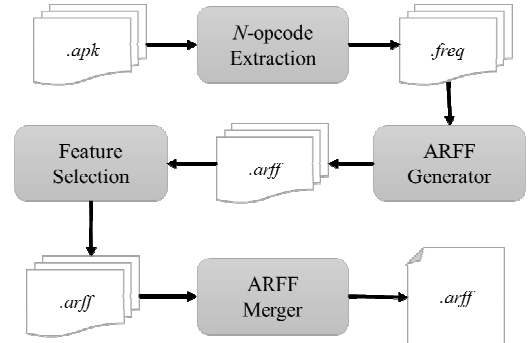 .apk
N-opcode
Extraction
.freq
Feature
Selection
.arff
ARFF
Generator
.arff
ARFF
Merger
.arff